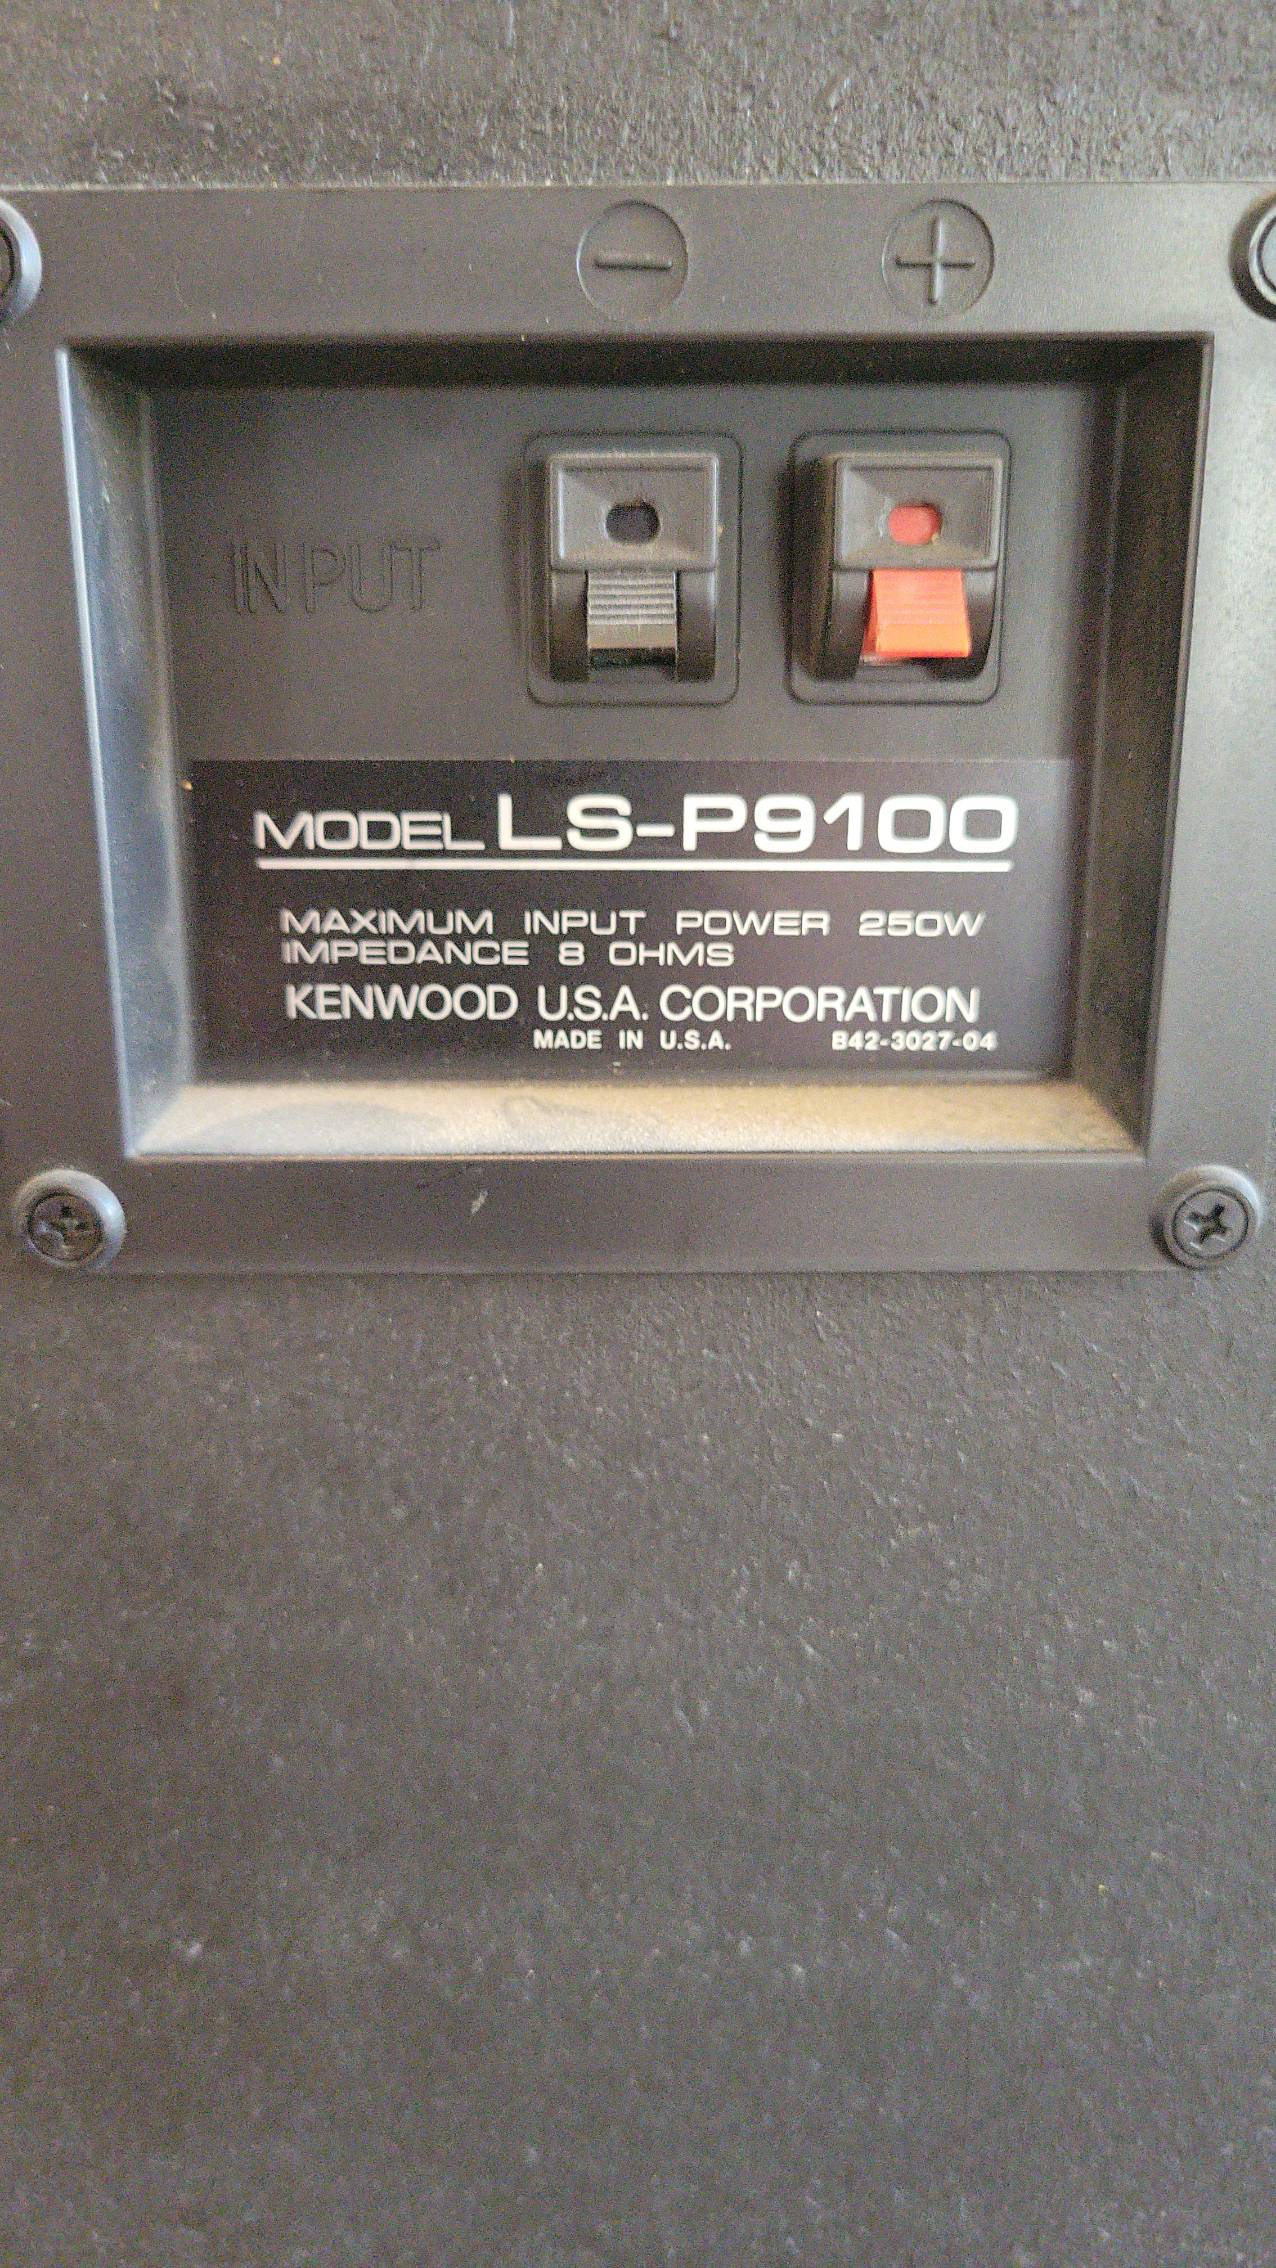 − +
INPUT
MODEL LS-P9100
MAXIMUM INPUT POWER 250W
IMPEDANCE 8 OHMS
KENWOOD U.S.A. CORPORATION
MADE IN U.S.A. B42-3027-04